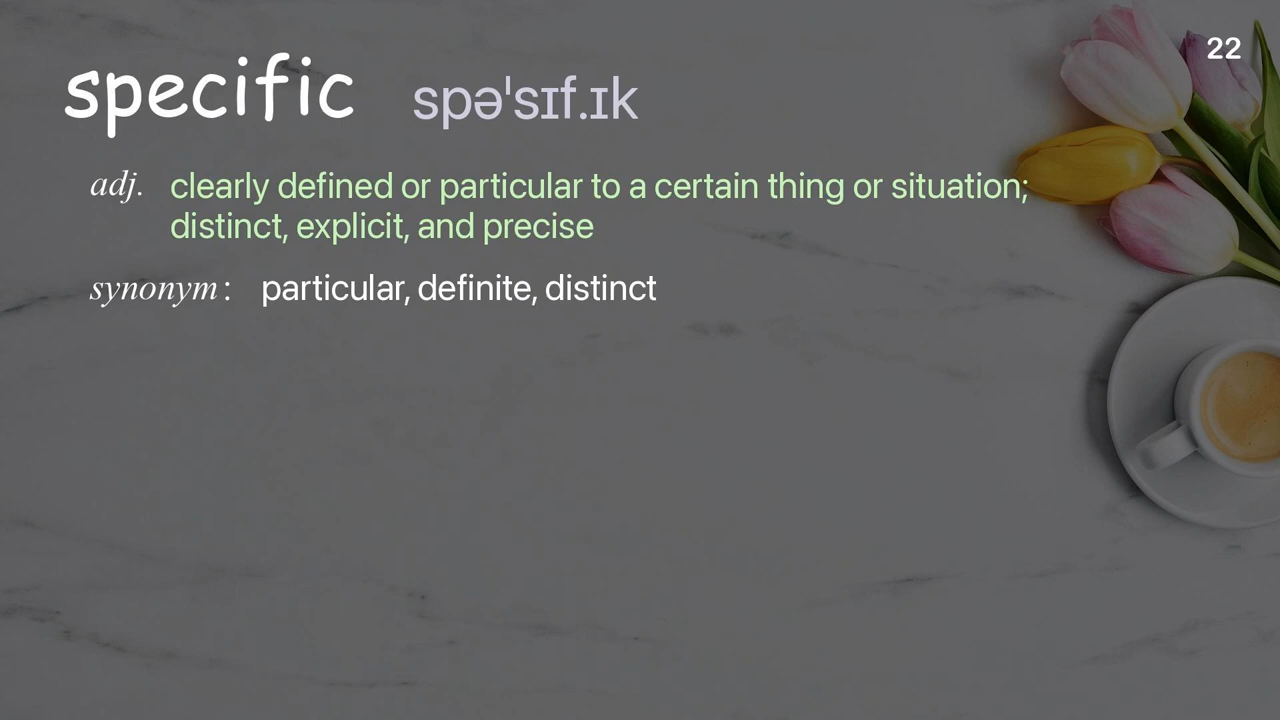 22
specific spəˈsɪf.ɪk
adj. clearly defined or particular to a certain thing or situation;
distinct, explicit, and precise
synonym: particular, definite, distinct